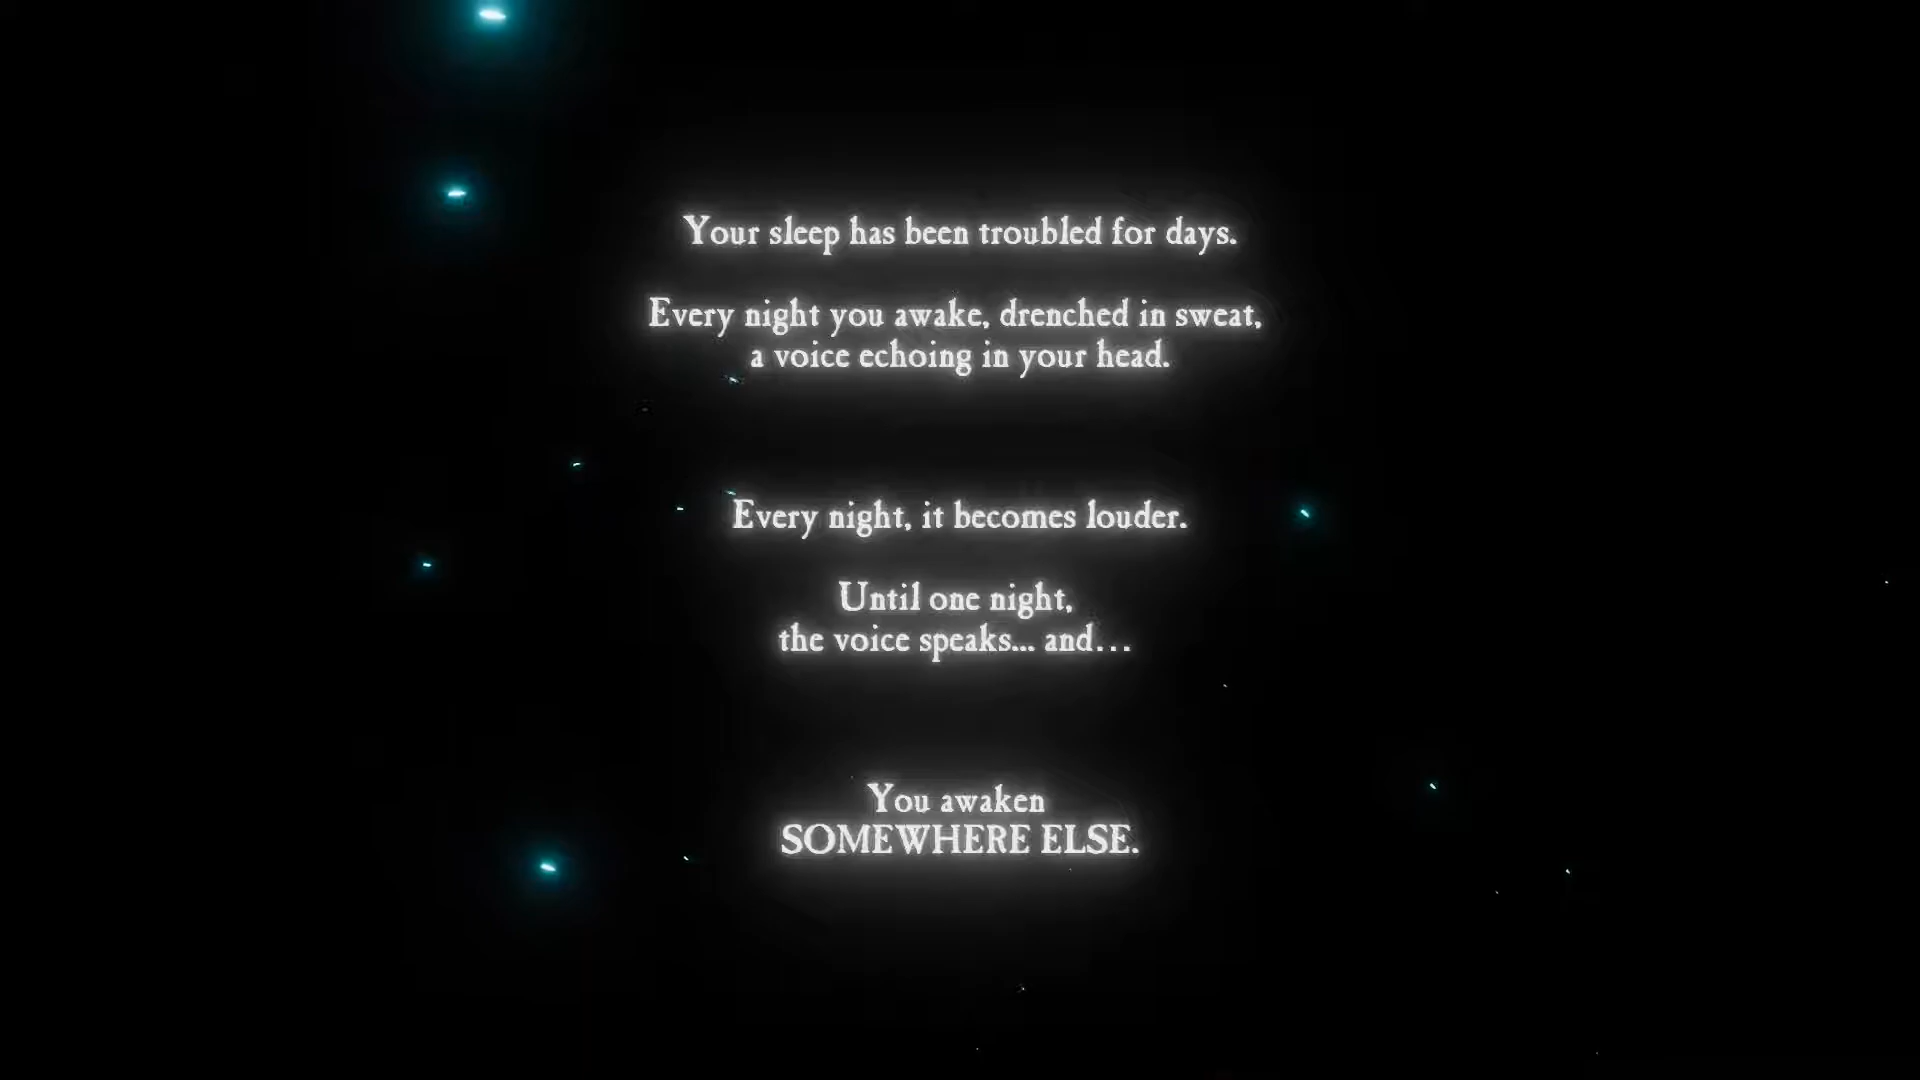 Your sleep has been troubled for days.
Every night you awake, drenched in sweat,
a voice echoing in your head.
Every night, it becomes louder.
Until one night,
the voice speaks... and...
You awaken
SOMEWHERE ELSE.